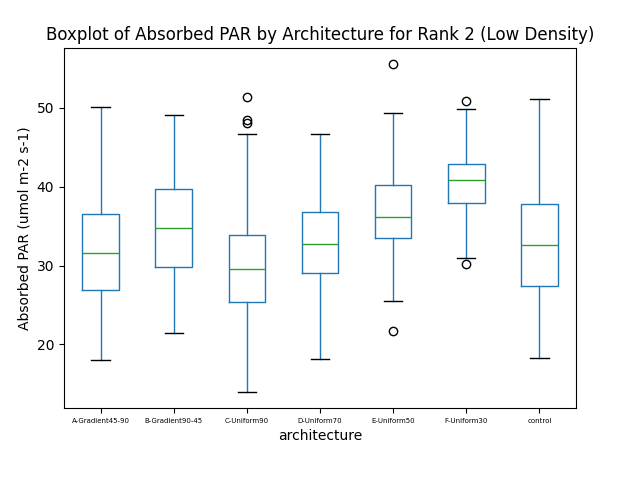 Boxplot of Absorbed PAR by Architecture for Rank 2 (Low Density)
Absorbed PAR (umol m-2 s-1)
50
40
30
20
A-Gradient45-90 B-Gradient90-45 C-Uniform90 D-Uniform70 E-Uniform50 F-Uniform30 control
architecture